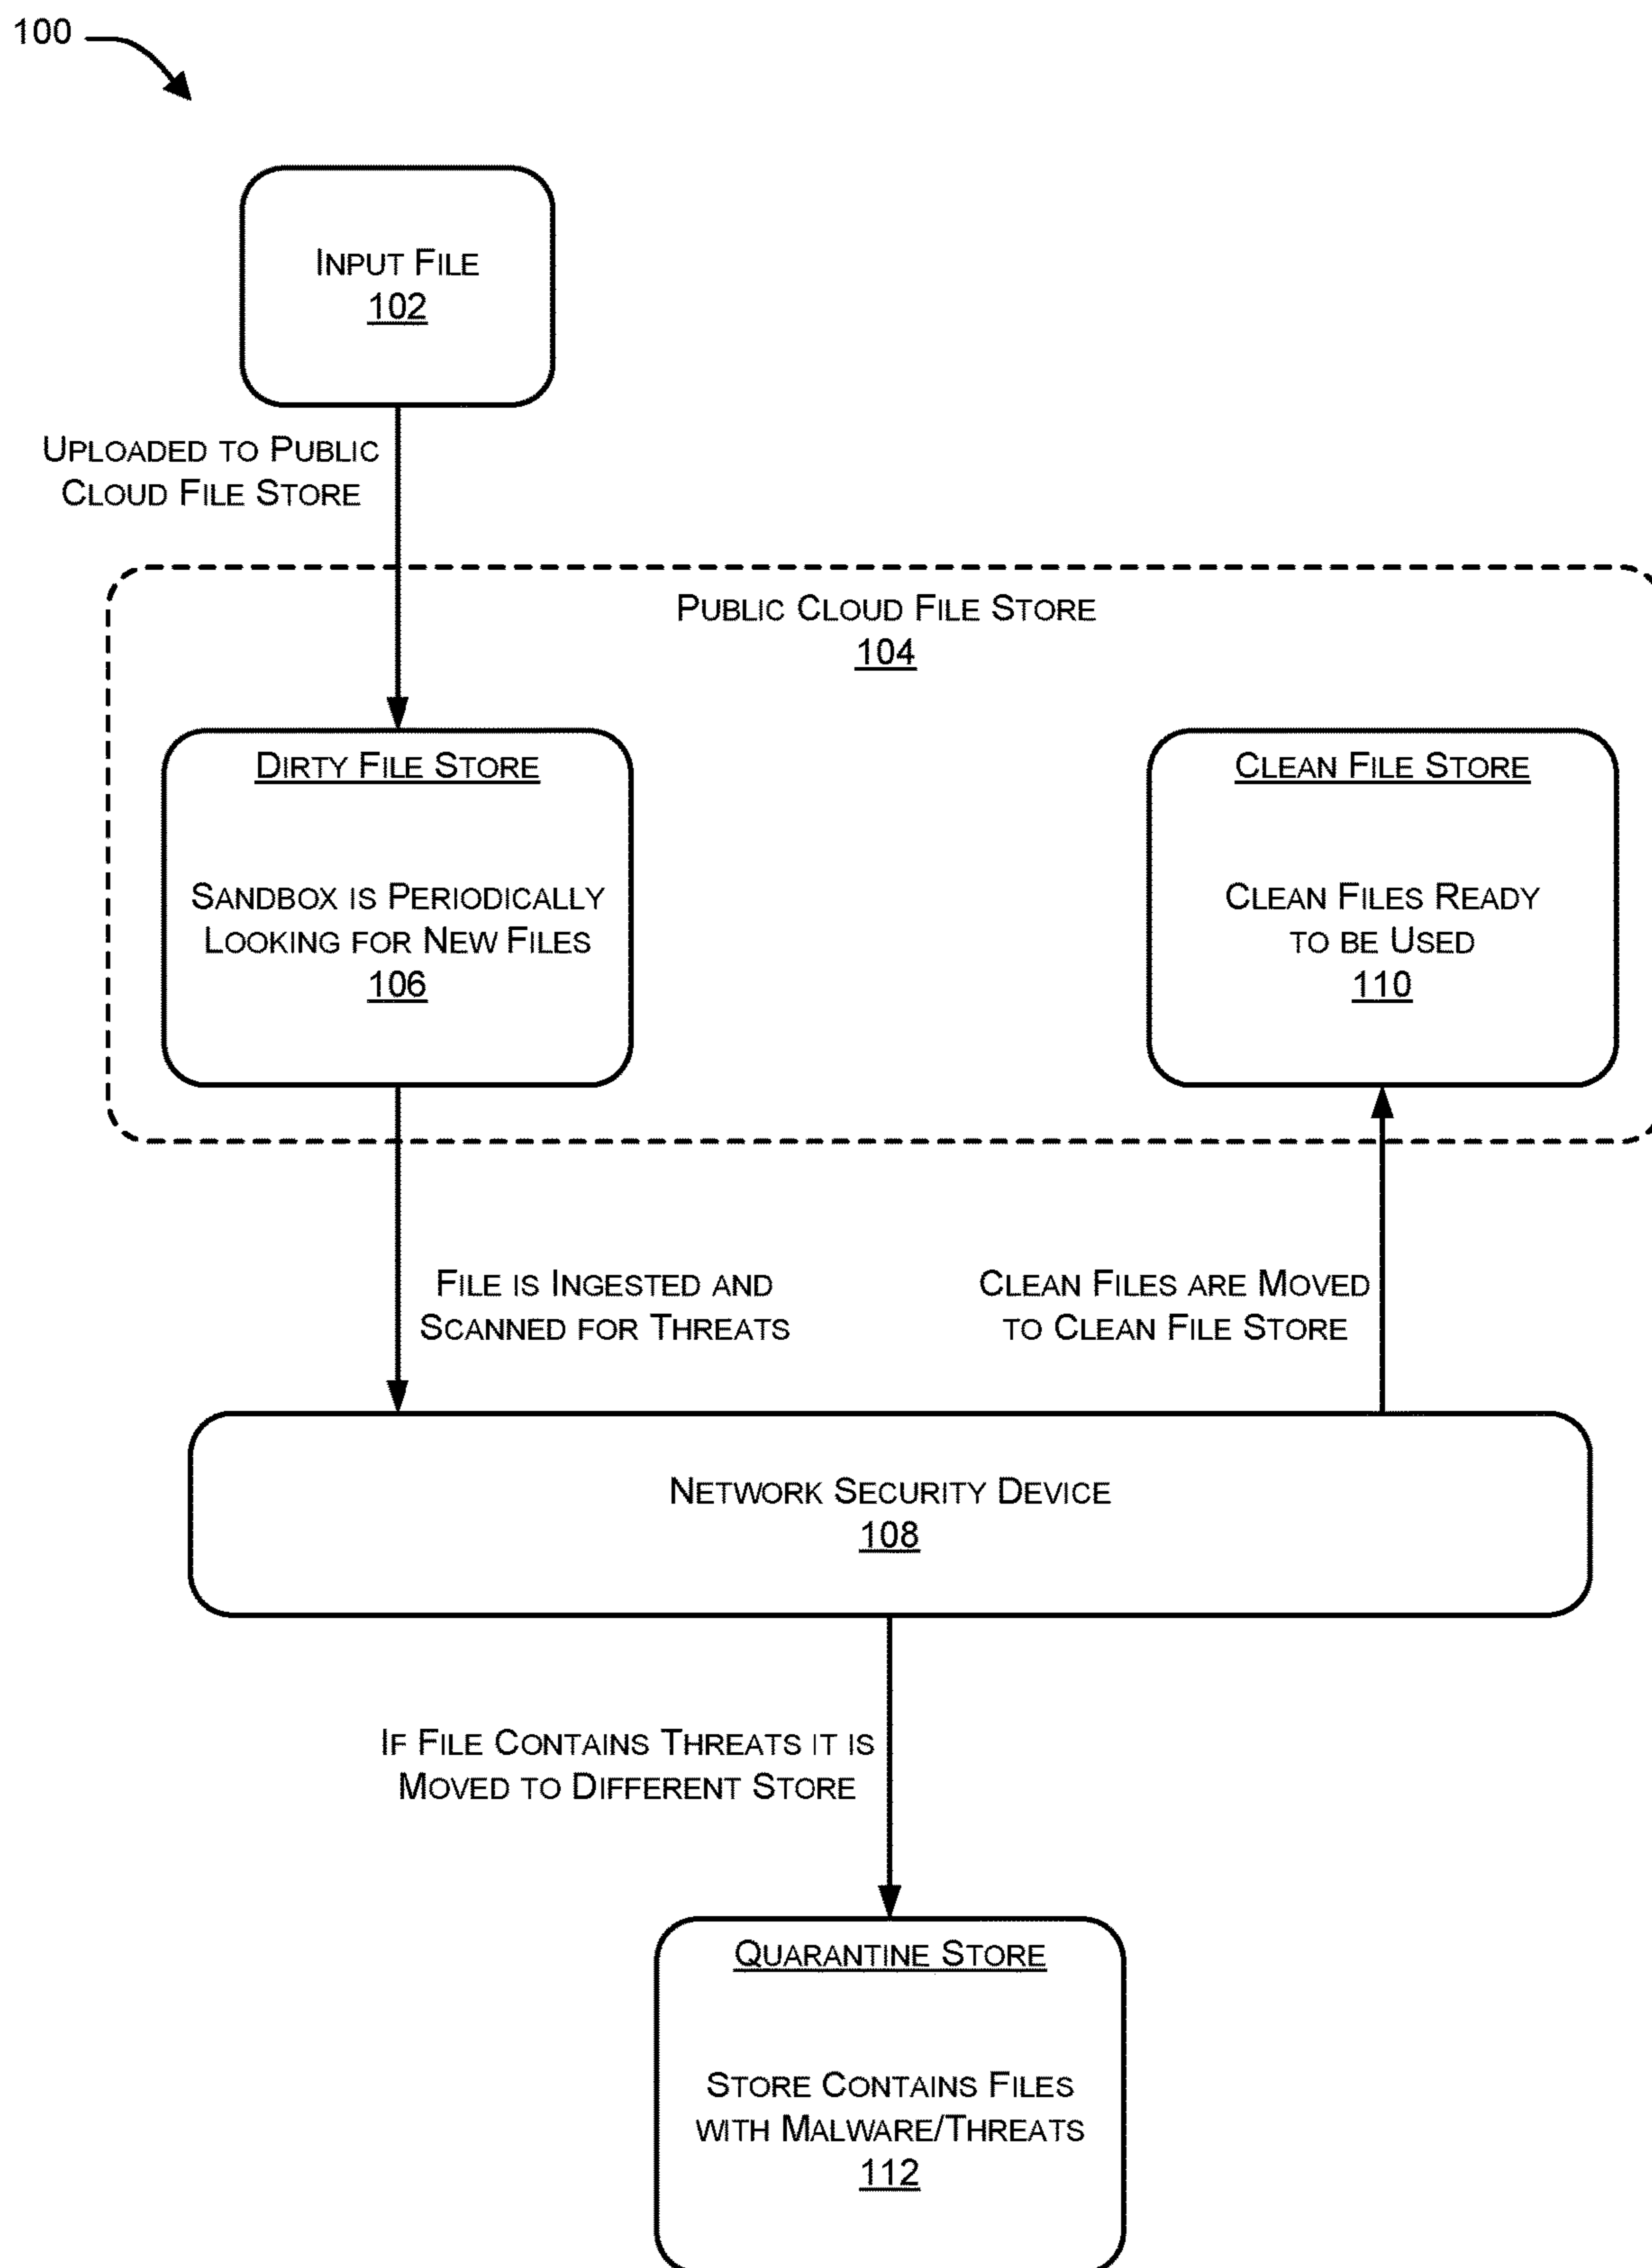 100
INPUT FILE
102
UPLOADED TO PUBLIC
CLOUD FILE STORE
PUBLIC CLOUD FILE STORE
104
DIRTY FILE STORE
SANDBOX IS PERIODICALLY
LOOKING FOR NEW FILES
106
CLEAN FILE STORE
CLEAN FILES READY
TO BE USED
110
FILE IS INGESTED AND
SCANNED FOR THREATS
CLEAN FILES ARE MOVED
TO CLEAN FILE STORE
NETWORK SECURITY DEVICE
108
IF FILE CONTAINS THREATS IT IS
MOVED TO DIFFERENT STORE
QUARANTINE STORE
STORE CONTAINS FILES
WITH MALWARE/THREATS
112